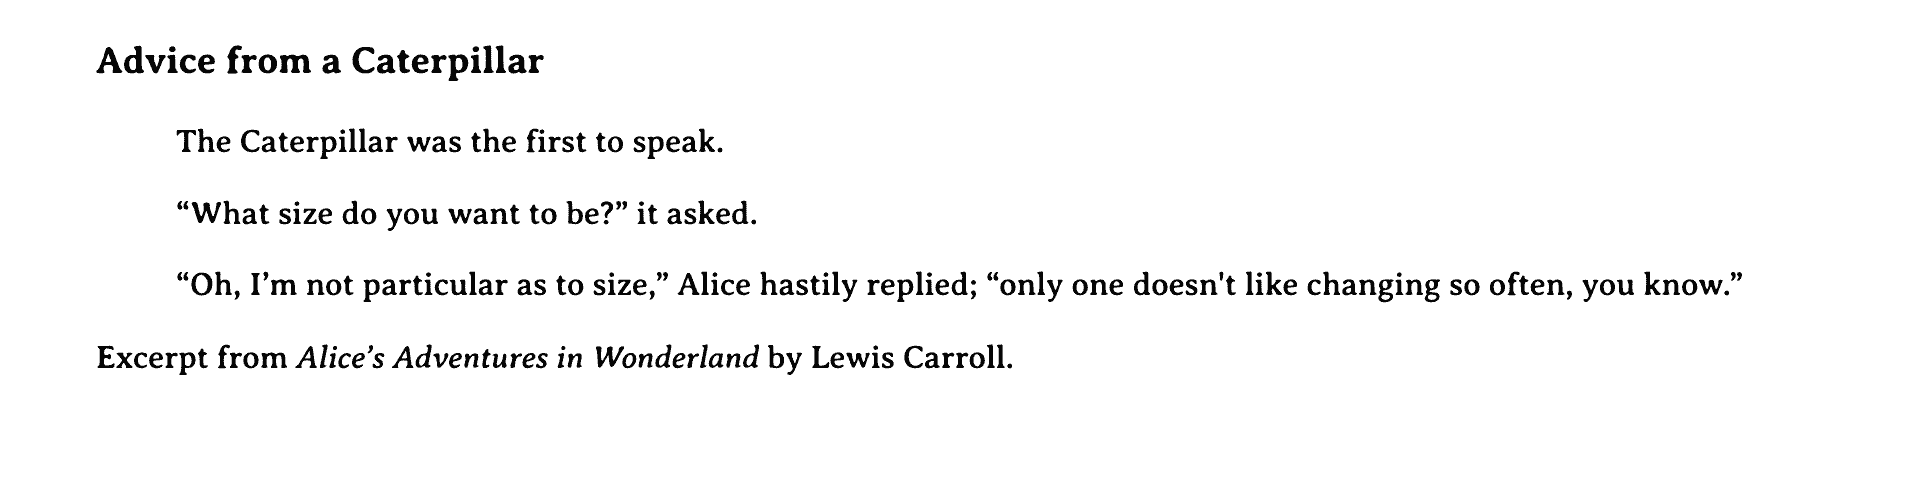 Advice from a Caterpillar
The Caterpillar was the first to speak.
“What size do you want to be?” it asked.
“Oh, I’m not particular as to size,” Alice hastily replied; “only one doesn't like changing so often, you know.”
Excerpt from Alice’s Adventures in Wonderland by Lewis Carroll.